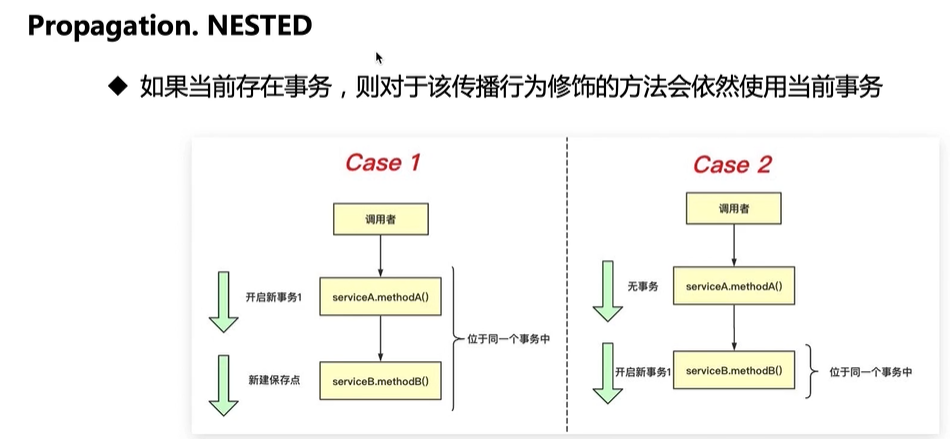 Propagation. NESTED
◆ 如果当前存在事务，则对于该传播行为修饰的方法会依然使用当前事务
Case 1
调用者
开启新事务1
serviceA.methodA()
位于同一个事务中
新建保存点
serviceB.methodB()
Case 2
调用者
无事务
serviceA.methodA()
开启新事务1
serviceB.methodB()
位于同一个事务中